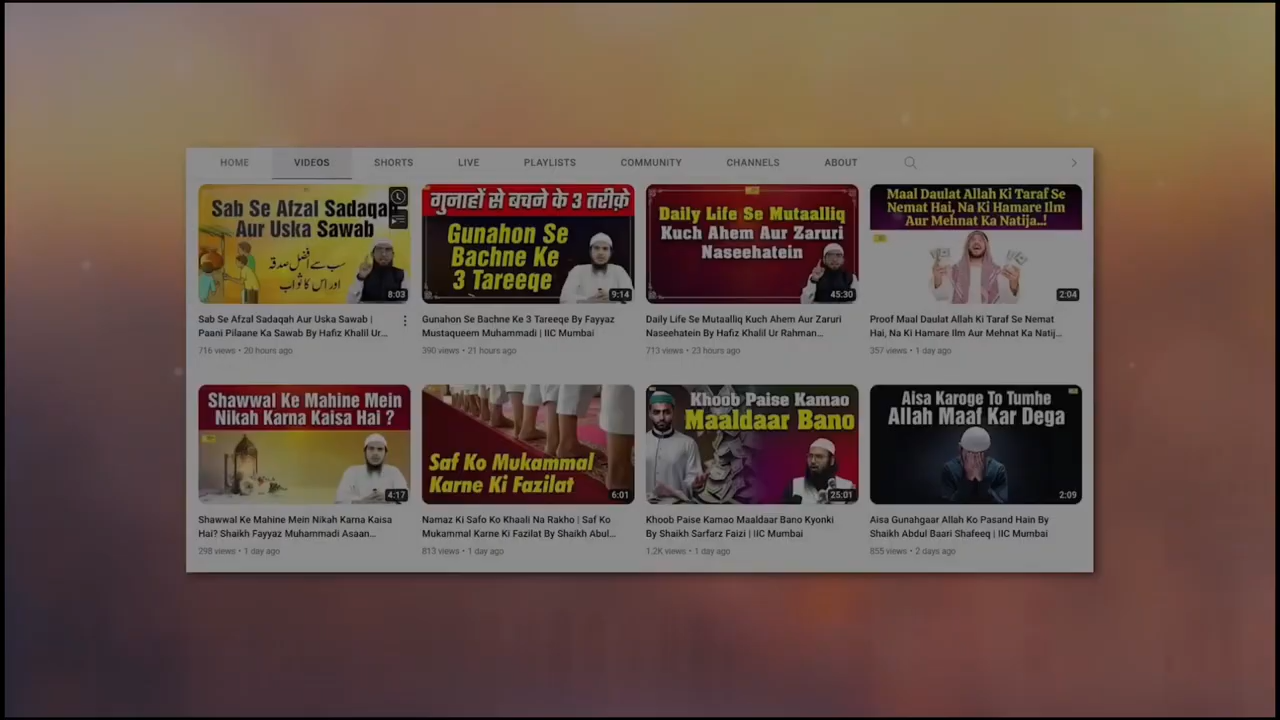 HOME VIDEOS SHORTS LIVE PLAYLISTS COMMUNITY CHANNELS ABOUT
Sab Se Afzal Sadaqah
Aur Uska Sawab
سب سے افضل صدقہ
اور اس کا ثواب
8:03
गुनाहों से बचने के 3 तरीक़े
Gunahon Se
Bachne Ke
3 Tareeqe
9:14
Daily Life Se Mutaalliq
Kuch Ahem Aur Zaruri
Naseehatein
45:30
Maal Daulat Allah Ki Taraf Se
Nemat Hai, Na Ki Hamare Ilm
Aur Mehnat Ka Natija..!
2:04
Sab Se Afzal Sadaqah Aur Uska Sawab |
Paani Pilaane Ka Sawab By Hafiz Khalil Ur...
716 views • 20 hours ago
Gunahon Se Bachne Ke 3 Tareeqe By Fayyaz
Mustaqueem Muhammadi | IIC Mumbai
390 views • 21 hours ago
Daily Life Se Mutaalliq Kuch Ahem Aur Zaruri
Naseehatein By Hafiz Khalil Ur Rahman...
713 views • 23 hours ago
Proof Maal Daulat Allah Ki Taraf Se Nemat
Hai, Na Ki Hamare Ilm Aur Mehnat Ka Natij...
357 views • 1 day ago
Shawwal Ke Mahine Mein
Nikah Karna Kaisa Hai ?
4:17
Saf Ko Mukammal
Karne Ki Fazilat
6:01
Khoob Paise Kamao
Maaldaar Bano
25:01
Aisa Karoge To Tumhe
Allah Maaf Kar Dega
2:09
Shawwal Ke Mahine Mein Nikah Karna Kaisa
Hai? Shaikh Fayyaz Muhammadi Asaan...
298 views • 1 day ago
Namaz Ki Safo Ko Khaali Na Rakho | Saf Ko
Mukammal Karne Ki Fazilat By Shaikh Abul...
813 views • 1 day ago
Khoob Paise Kamao Maaldaar Bano Kyonki
By Shaikh Sarfarz Faizi | IIC Mumbai
1.2K views • 1 day ago
Aisa Gunahgaar Allah Ko Pasand Hain By
Shaikh Abdul Baari Shafeeq | IIC Mumbai
855 views • 2 days ago